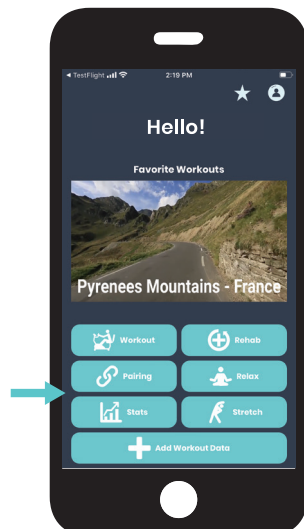 TestFlight 2:19 PM
Hello!
Favorite Workouts
Pyrenees Mountains - France
Workout Rehab
Pairing Relax
Stats Stretch
Add Workout Data